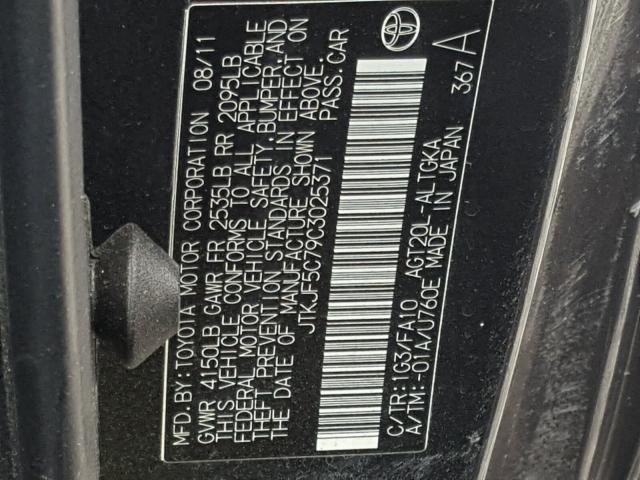 MFD. BY: TOYOTA MOTOR CORPORATION 08/11
GVWR 4150LB GAWR FR 2535LB RR 2095LB
THIS VEHICLE CONFORMS TO ALL APPLICABLE
FEDERAL MOTOR VEHICLE SAFETY, BUMPER, AND
THEFT PREVENTION STANDARDS IN EFFECT ON
THE DATE OF MANUFACTURE SHOWN ABOVE.
JTKJF5C79C3025371 PASS. CAR
C/TR: 1G3/FA10 AGT20L-ALTGKA
A/TM: -01A/U760E MADE IN JAPAN 367 A